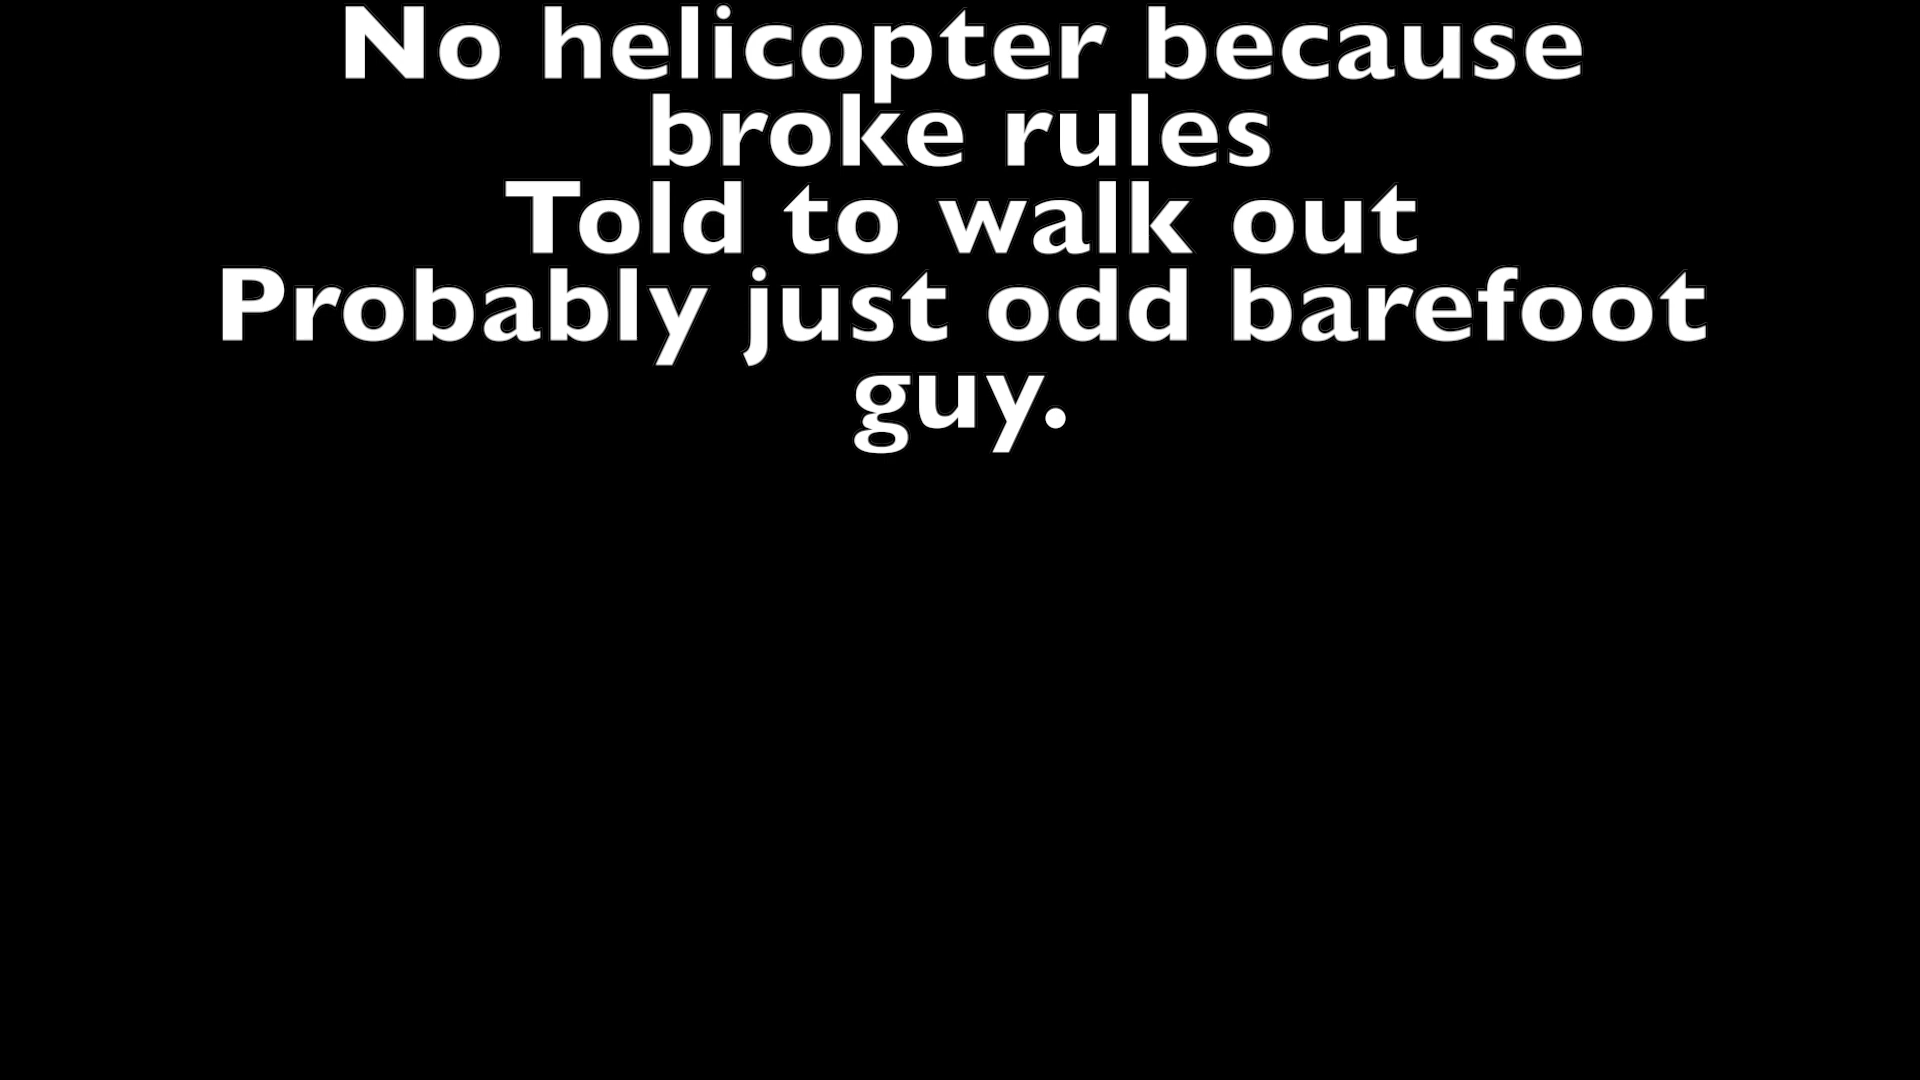 No helicopter because
broke rules
Told to walk out
Probably just odd barefoot
guy.